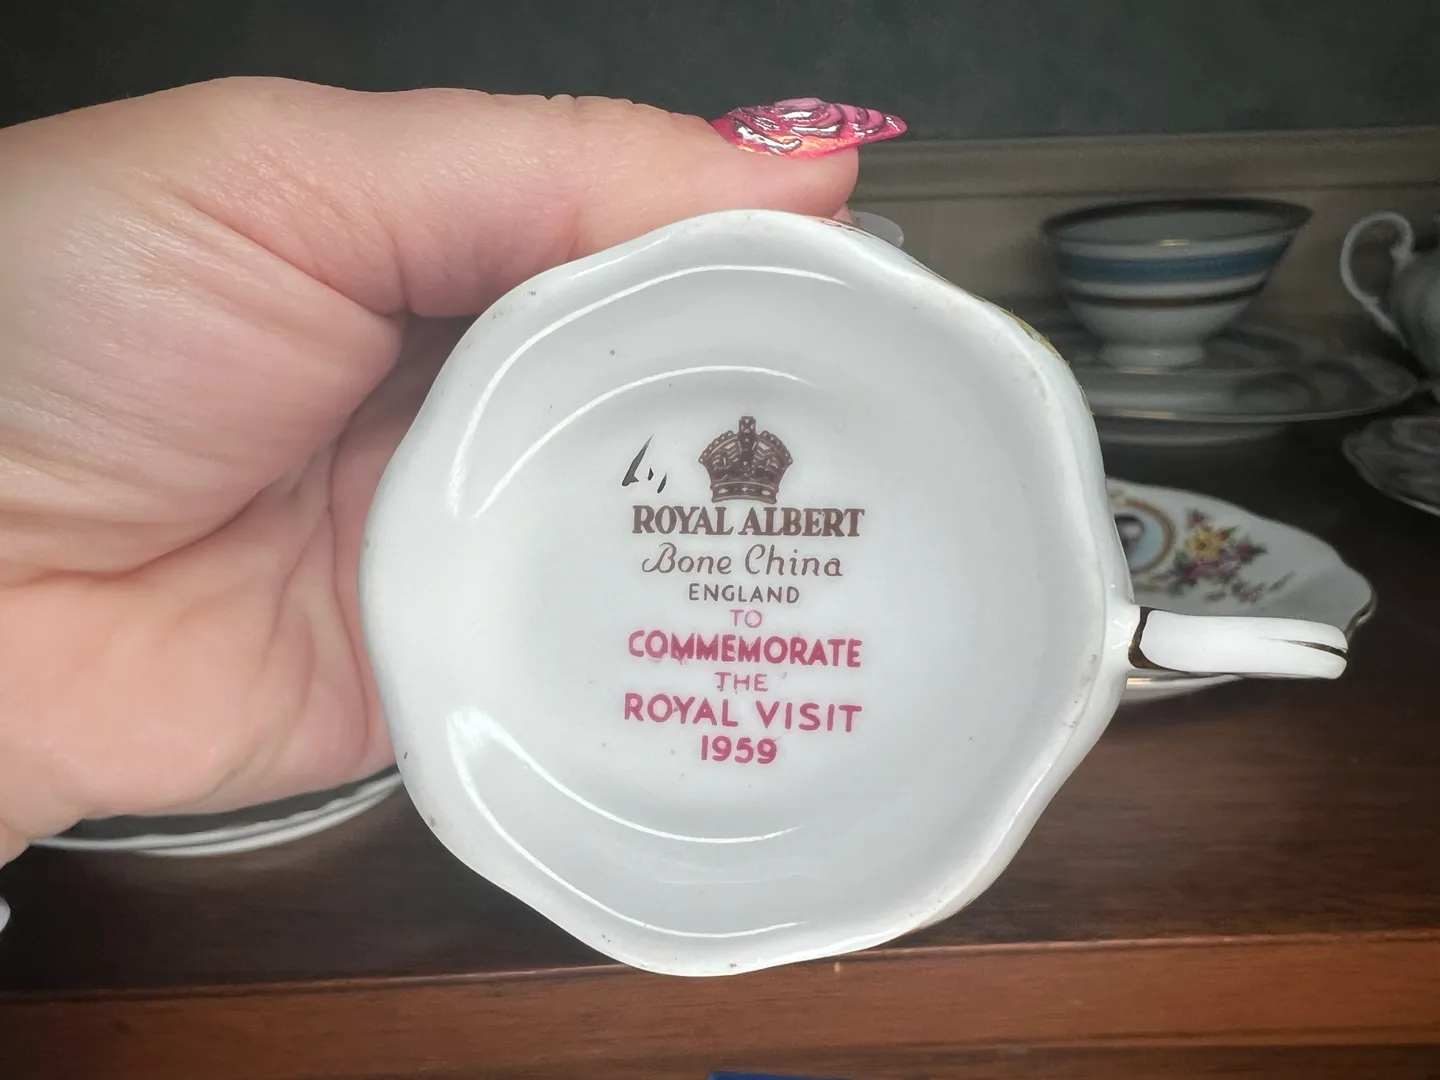 ROYAL ALBERT
Bone China
ENGLAND
TO
COMMEMORATE
THE
ROYAL VISIT
1959